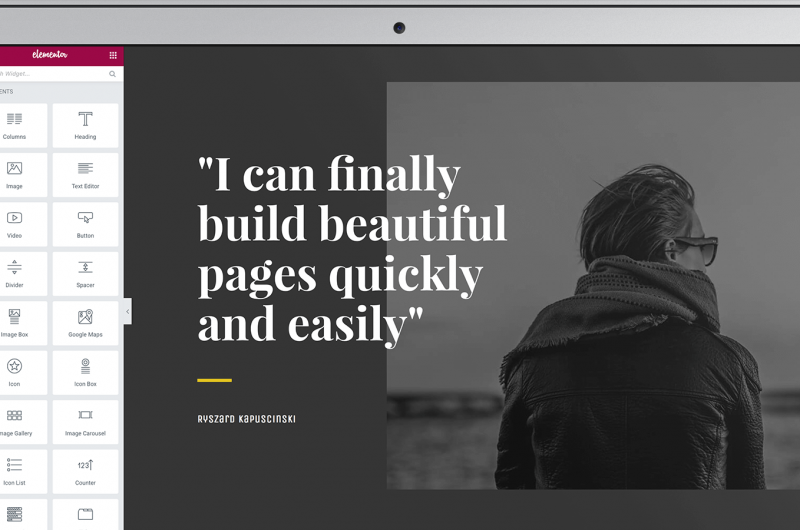 elementor
h Widget...
ENTS
Columns
Heading
Image
Text Editor
Video
Button
Divider
Spacer
Image Box
Google Maps
Icon
Icon Box
mage Gallery
Image Carousel
Icon List
123
Counter
"I can finally
build beautiful
pages quickly
and easily"
Ryszard Kapuscinski